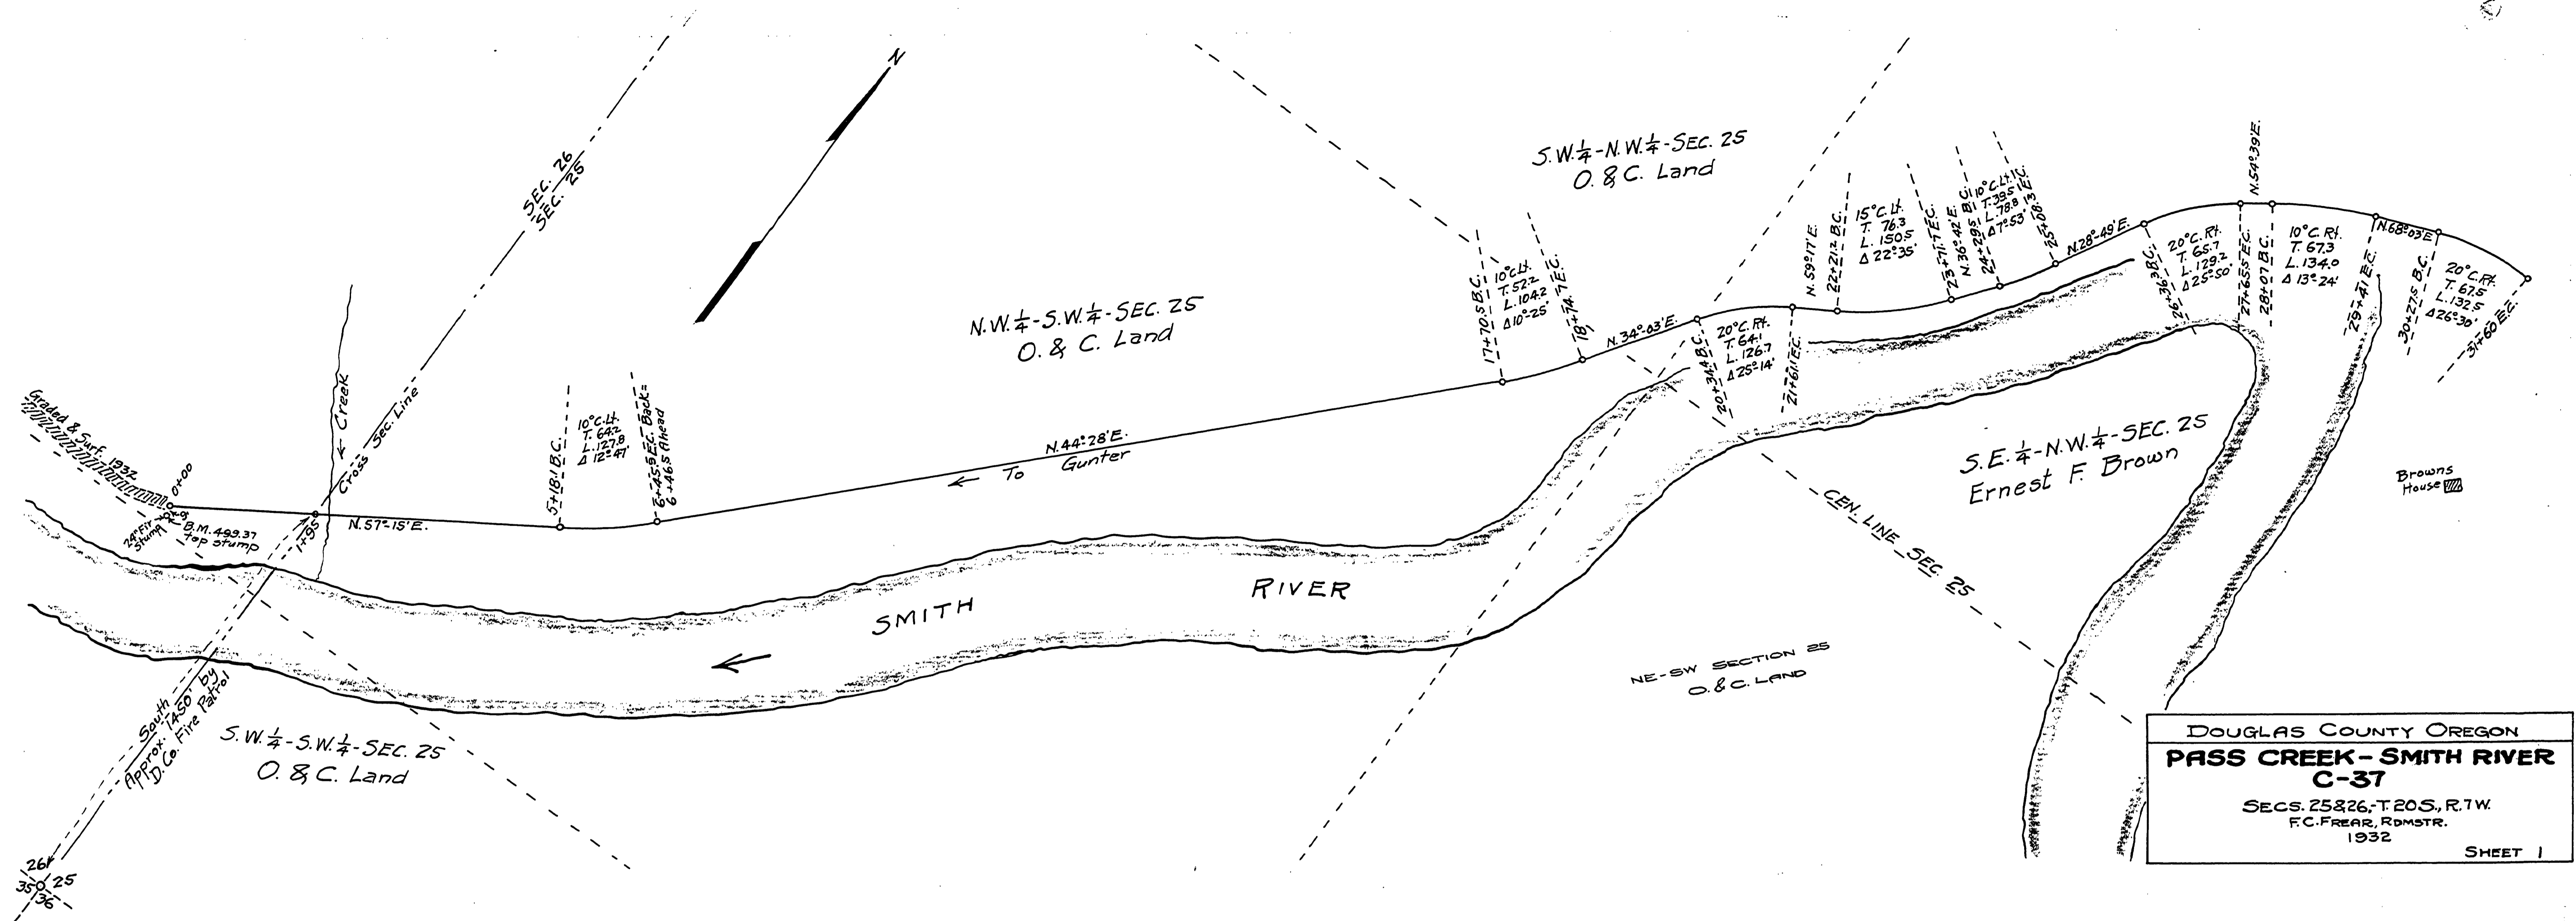 N
SEC. 26
SEC. 25
Graded & Surf. 1932
0+00
24" Fir
Stump
B.M. 499.37
top stump
1+95
Cross Sec. Line
← Creek
N.57°-15'E.
5+18.1 B.C.
10°C.Lt.
T. 64.2
L. 127.8
Δ 12°-47'
6+45.9 E.C. Back=
6+46.5 Ahead
N.W.¼-S.W.¼-SEC. 25
O. & C. Land
N.44°-28'E.
← To Gunter
17+70.5 B.C.
10°C.Lt.
T. 52.2
L. 104.2
Δ10°-25'
18+74.7 E.C.
S.W.¼-N.W.¼-SEC. 25
O. & C. Land
N.34°-03'E.
20+34.4 B.C.
20°C.Rt.
T. 64.1
L. 126.7
Δ25°-14'
21+61.1 E.C.
N.59°17'E.
22+21.2 B.C.
15°C.Lt.
T. 76.3
L. 150.5
Δ 22°-35'
23+71.7 E.C.
N.36°-42'E.
24+29.5 B.C.
10°C.Lt.
T. 39.5
L. 78.8
Δ7°-53'
25+08.3 E.C.
N.28°-49'E.
26+36.3 B.C.
20°C.Rt.
T. 65.7
L. 129.2
Δ25°-50'
27+65.5 E.C.
N.54°39'E.
28+07 B.C.
10°C.Rt.
T. 67.3
L. 134.0
Δ 13°-24'
29+41 E.C.
N.68°03'E
30+27.5 B.C.
20°C.Rt.
T. 67.5
L. 132.5
Δ26°-30'
31+60 E.C.
S.E.¼-N.W.¼-SEC. 25
Ernest F. Brown
Browns
House
CEN. LINE SEC. 25
SMITH RIVER
NE-SW SECTION 25
O. & C. LAND
South
Approx. 1450' by
D.Co. Fire Patrol
S.W.¼-S.W.¼-SEC. 25
O. & C. Land
26
35
25
36
DOUGLAS COUNTY OREGON
PASS CREEK-SMITH RIVER
C-37
SECS. 25&26,-T.20S., R.7W.
F.C.FREAR, RDMSTR.
1932
SHEET 1